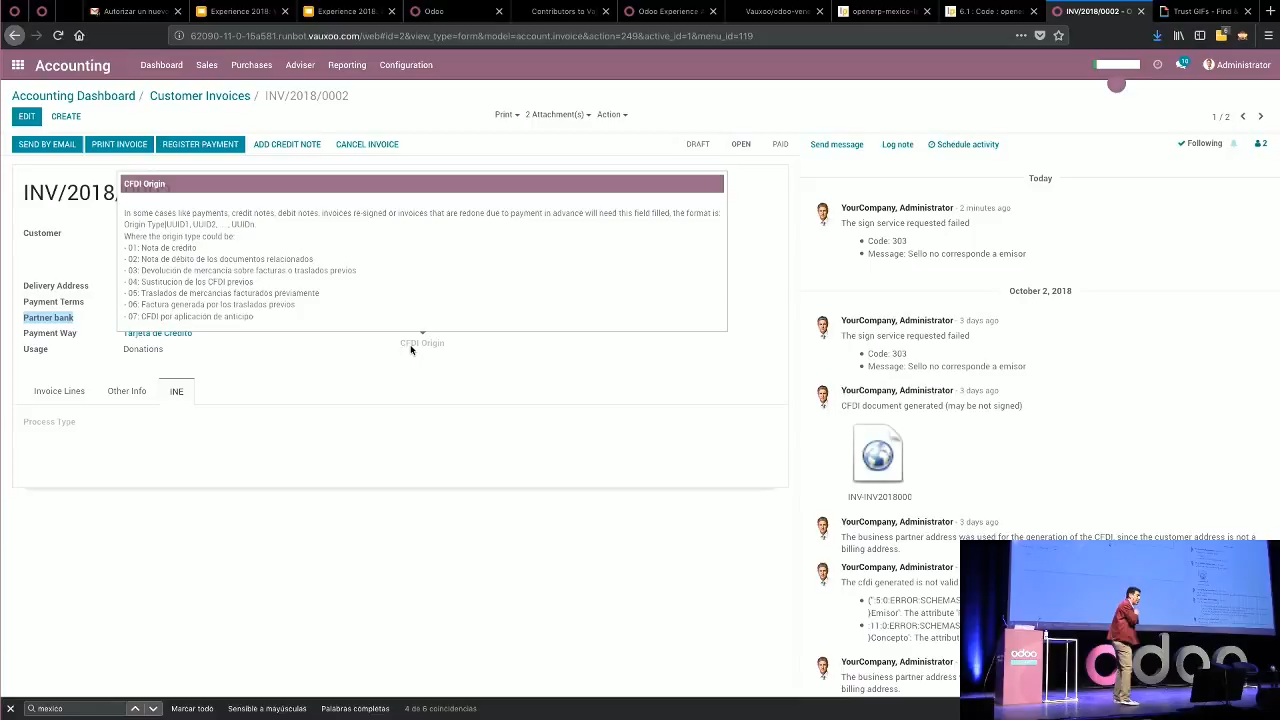 Autorizar un nuevo
Experience 2018:
Experience 2018:
Odoo
Contributors to Va
Odoo Experience
Vauxoo/odoo-ven
openerp-mexico-l
6.1 : Code : opene
INV/2018/0002 - O
Trust GIFs - Find &
62090-11-0-16a581.runbot.vauxoo.com/web#id=2&view_type=form&model=account.invoice&action=249&active_id=1&menu_id=119
Accounting
Dashboard Sales Purchases Adviser Reporting Configuration
10
Administrator
Accounting Dashboard / Customer Invoices / INV/2018/0002
EDIT CREATE
Print 2 Attachment(s) Action
1 / 2
SEND BY EMAIL PRINT INVOICE REGISTER PAYMENT ADD CREDIT NOTE CANCEL INVOICE
DRAFT OPEN PAID
Send message Log note Schedule activity
Following 2
INV/2018/
CFDI Origin
In some cases like payments, credit notes, debit notes, invoices re-signed or invoices that are redone due to payment in advance will need this field filled, the format is:
Origin Type|UUID1, UUID2, ...., UUIDn.
Where the origin type could be:
- 01: Nota de crédito
- 02: Nota de débito de los documentos relacionados
- 03: Devolución de mercancía sobre facturas o traslados previos
- 04: Sustitución de los CFDI previos
- 05: Traslados de mercancias facturados previamente
- 06: Factura generada por los traslados previos
- 07: CFDI por aplicación de anticipo
Customer
Delivery Address
Payment Terms
Partner bank
Payment Way Tarjeta de Crédito
Usage Donations
CFDI Origin
Invoice Lines Other Info INE
Process Type
Today
YourCompany, Administrator - 2 minutes ago
The sign service requested failed
Code: 303
Message: Sello no corresponde a emisor
October 2, 2018
YourCompany, Administrator - 3 days ago
The sign service requested failed
Code: 303
Message: Sello no corresponde a emisor
YourCompany, Administrator - 3 days ago
CFDI document generated (may be not signed)
INV-INV2018000
YourCompany, Administrator - 3 days ago
The business partner address was used for the generation of the CFDI, since the customer address is not a
billing address.
YourCompany, Administrator -
The cfdi generated is not valid
(":5:0:ERROR:SCHEMAS
}Emisor': The attribute
:11:0:ERROR:SCHEMAS
}Concepto': The attribute
YourCompany, Administrator -
The business partner address
billing address.
odoo
odoo
mexico
Marcar todo Sensible a mayúsculas Palabras completas 4 de 6 coincidencias